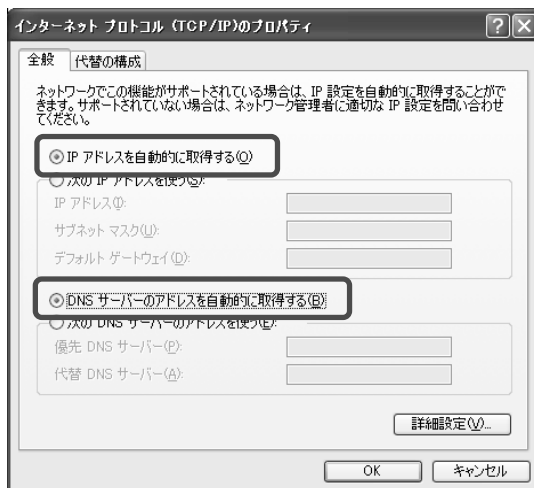 インターネット プロトコル (TCP/IP)のプロパティ
全般
代替の構成
ネットワークでこの機能がサポートされている場合は、IP 設定を自動的に取得することがで
きます。サポートされていない場合は、ネットワーク管理者に適切な IP 設定を問い合わせ
てください。
IP アドレスを自動的に取得する(O)
次の IP アドレスを使う(S):
IP アドレス(I):
サブネット マスク(U):
デフォルト ゲートウェイ(D):
DNS サーバーのアドレスを自動的に取得する(B)
次の DNS サーバーのアドレスを使う(E):
優先 DNS サーバー(P):
代替 DNS サーバー(A):
詳細設定(V)...
OK
キャンセル